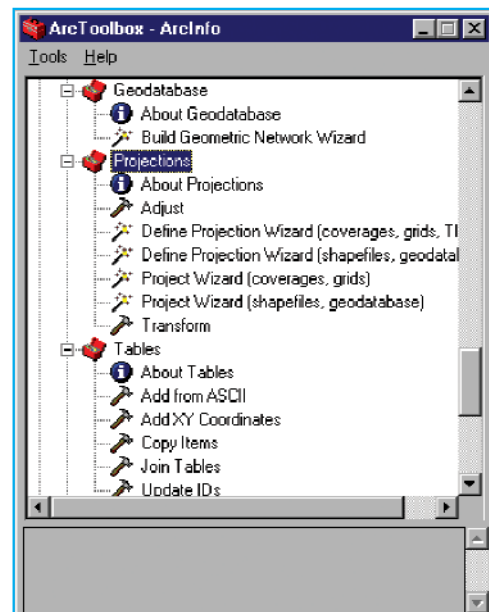 ArcToolbox - ArcInfo
Tools Help
Geodatabase
About Geodatabase
Build Geometric Network Wizard
Projections
About Projections
Adjust
Define Projection Wizard (coverages, grids, TI
Define Projection Wizard (shapefiles, geodatal
Project Wizard (coverages, grids)
Project Wizard (shapefiles, geodatabase)
Transform
Tables
About Tables
Add from ASCII
Add XY Coordinates
Copy Items
Join Tables
Update IDs